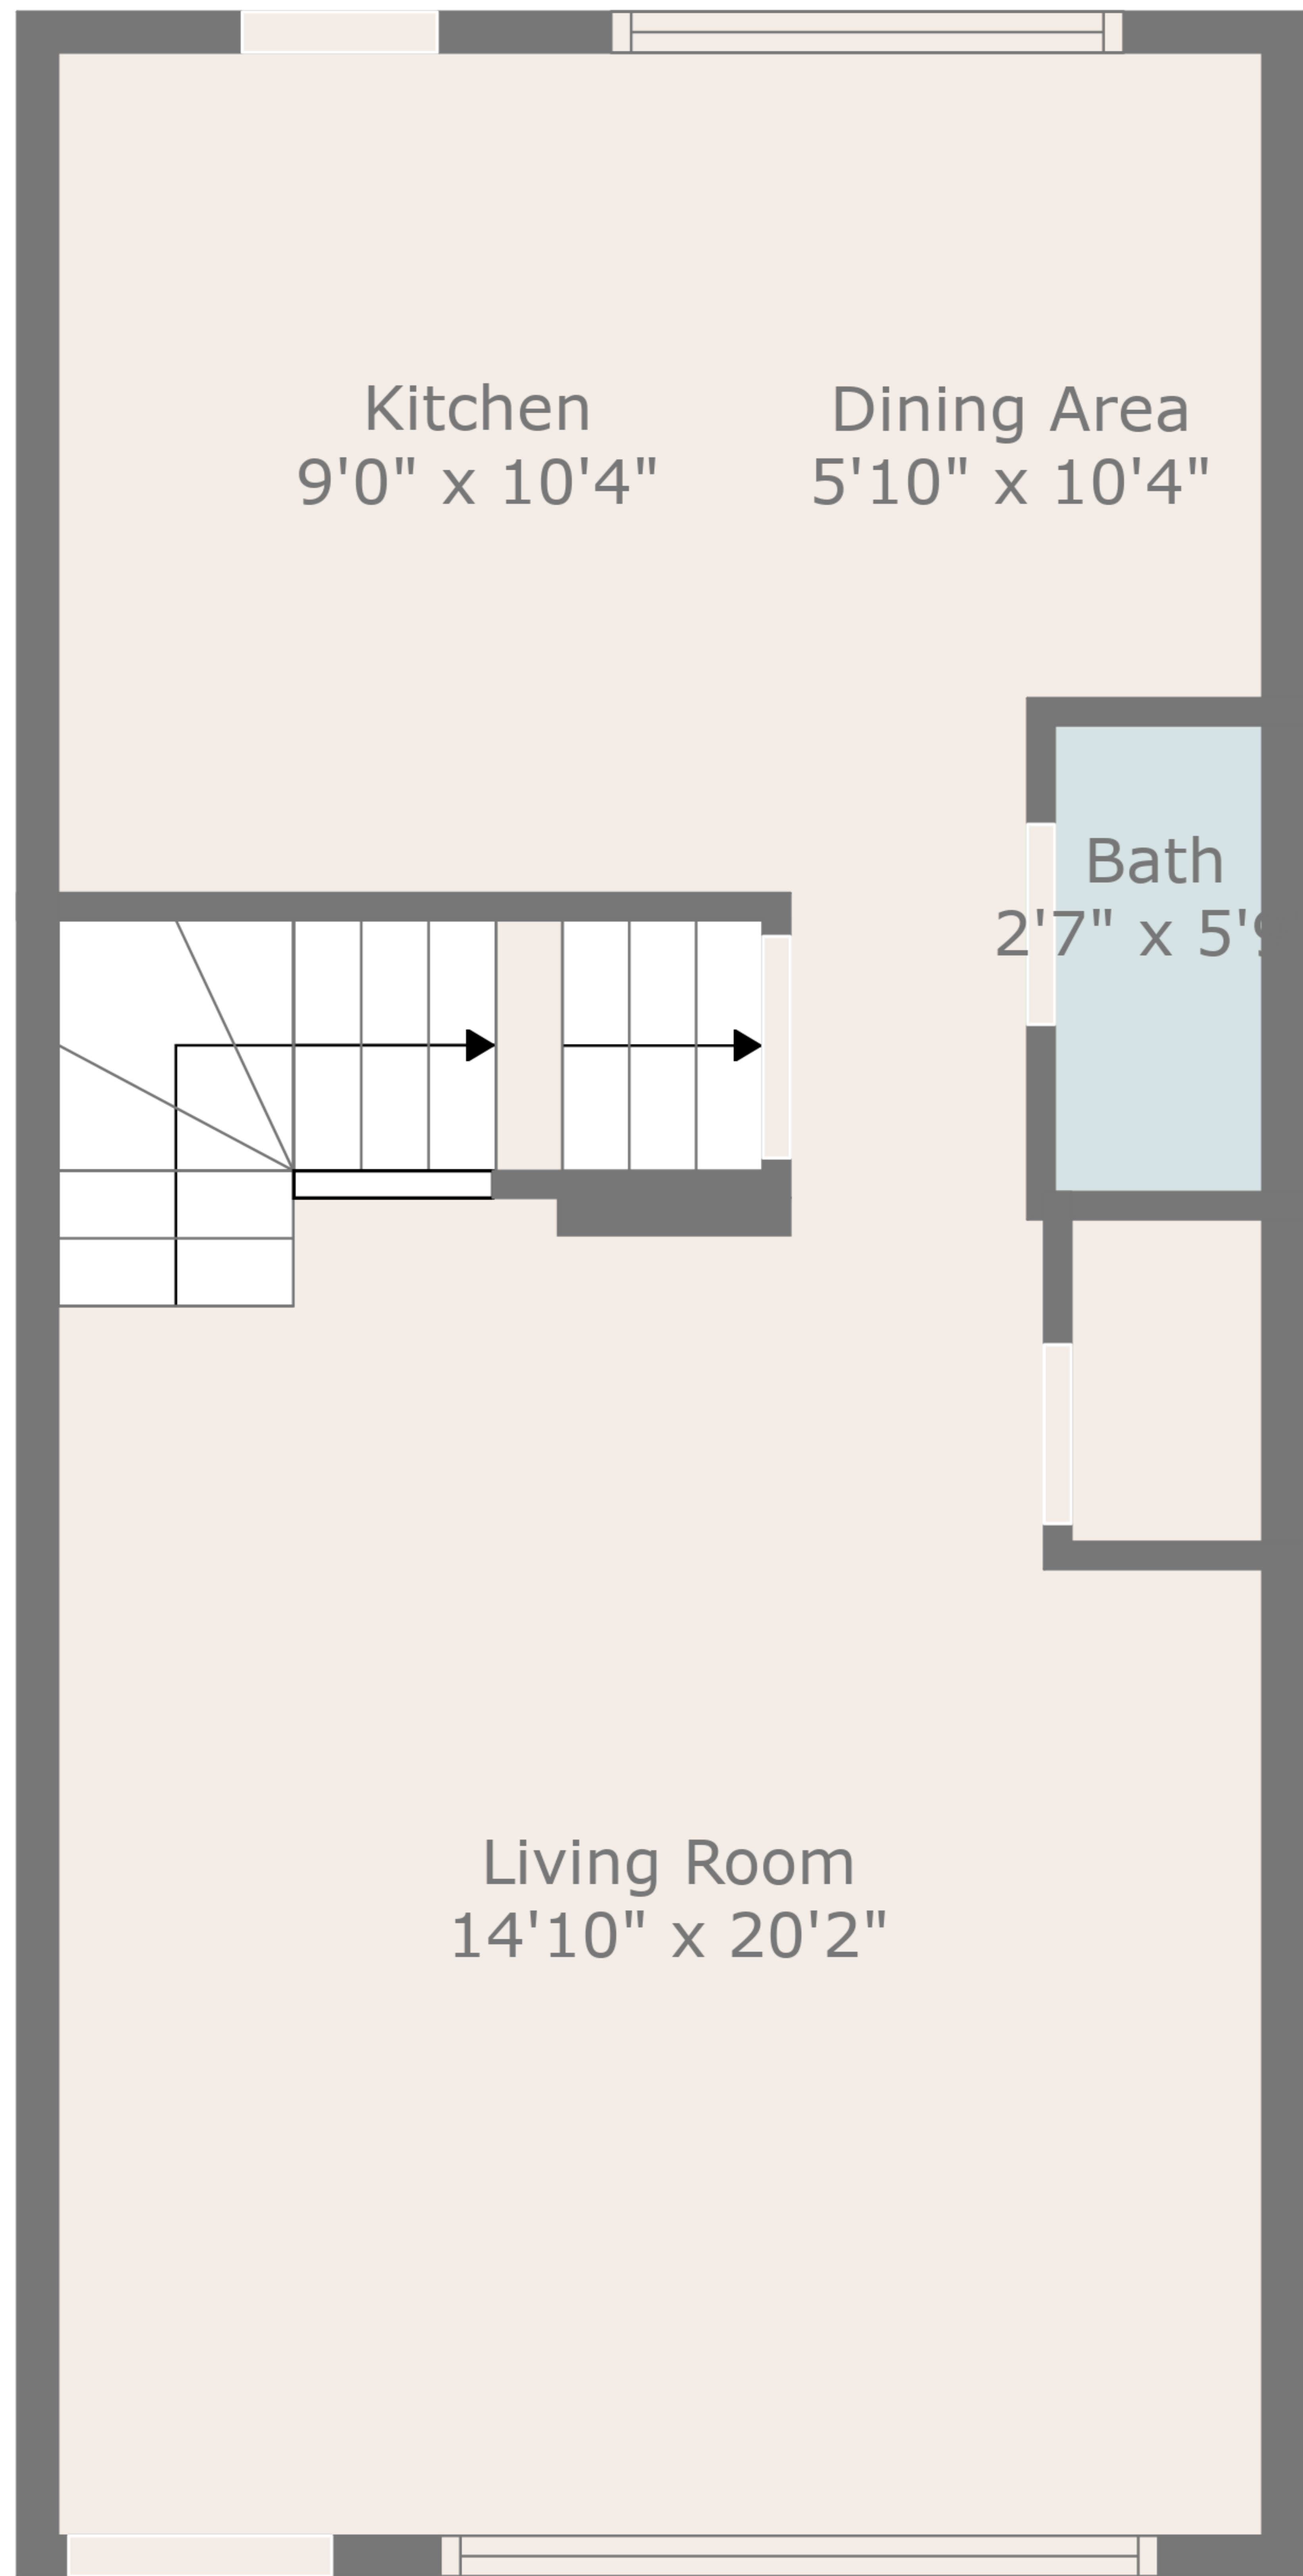 Kitchen
9'0" x 10'4"
Dining Area
5'10" x 10'4"
Bath
2'7" x 5'
Living Room
14'10" x 20'2"